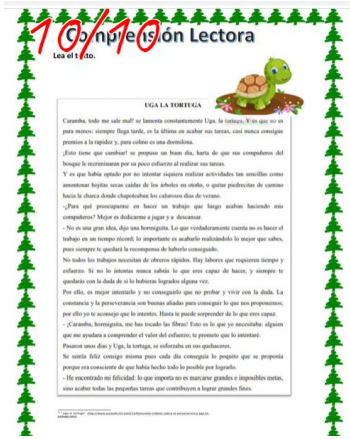 10/10
Comprensión Lectora
Lea el texto.
UGA LA TORTUGA
Caramba, todo me sale mal! se lamenta constantemente Uga, la tortuga. Y es que no es
para menos: siempre llega tarde, es la última en acabar sus tareas, casi nunca consigue
premios a la rapidez y, para colmo es una dormilona.
¡Esto tiene que cambiar! se propuso un buen día, harta de que sus compañeros del
bosque le recriminaran por su poco esfuerzo al realizar sus tareas.
Y es que había optado por no intentar siquiera realizar actividades tan sencillas como
amontonar hojitas secas caídas de los árboles en otoño, o quitar piedrecitas de camino
hacia la charca donde chapoteaban los calurosos días de verano.
-¿Para qué preocuparme en hacer un trabajo que luego acaban haciendo mis
compañeros? Mejor es dedicarme a jugar y a descansar.
- No es una gran idea, dijo una hormiguita. Lo que verdaderamente cuenta no es hacer el
trabajo en un tiempo récord; lo importante es acabarlo realizándolo lo mejor que sabes,
pues siempre te quedará la recompensa de haberlo conseguido.
No todos los trabajos necesitan de obreros rápidos. Hay labores que requieren tiempo y
esfuerzo. Si no lo intentas nunca sabrás lo que eres capaz de hacer, y siempre te
quedarás con la duda de si lo hubieras logrado alguna vez.
Por ello, es mejor intentarlo y no conseguirlo que no probar y vivir con la duda. La
constancia y la perseverancia son buenas aliadas para conseguir lo que nos proponemos;
por ello yo te aconsejo que lo intentes. Hasta te puede sorprender de lo que eres capaz.
- ¡Caramba, hormiguita, me has tocado las fibras! Esto es lo que yo necesitaba: alguien
que me ayudara a comprender el valor del esfuerzo; te prometo que lo intentaré.
Pasaron unos días y Uga, la tortuga, se esforzaba en sus quehaceres.
Se sentía feliz consigo misma pues cada día conseguía lo poquito que se proponía
porque era consciente de que había hecho todo lo posible por lograrlo.
- He encontrado mi felicidad: lo que importa no es marcarse grandes e imposibles metas,
sino acabar todas las pequeñas tareas que contribuyen a lograr grandes fines.